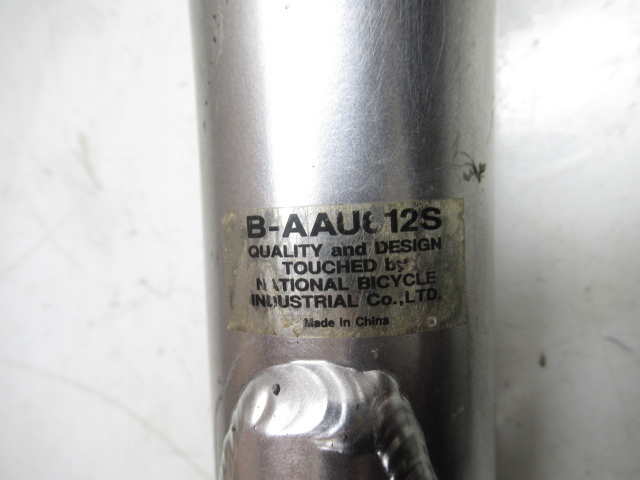 QUALITY and DESIGN
TOUCHED by
NATIONAL BICYCLE
INDUSTRIAL Co.,LTD.
Made in China